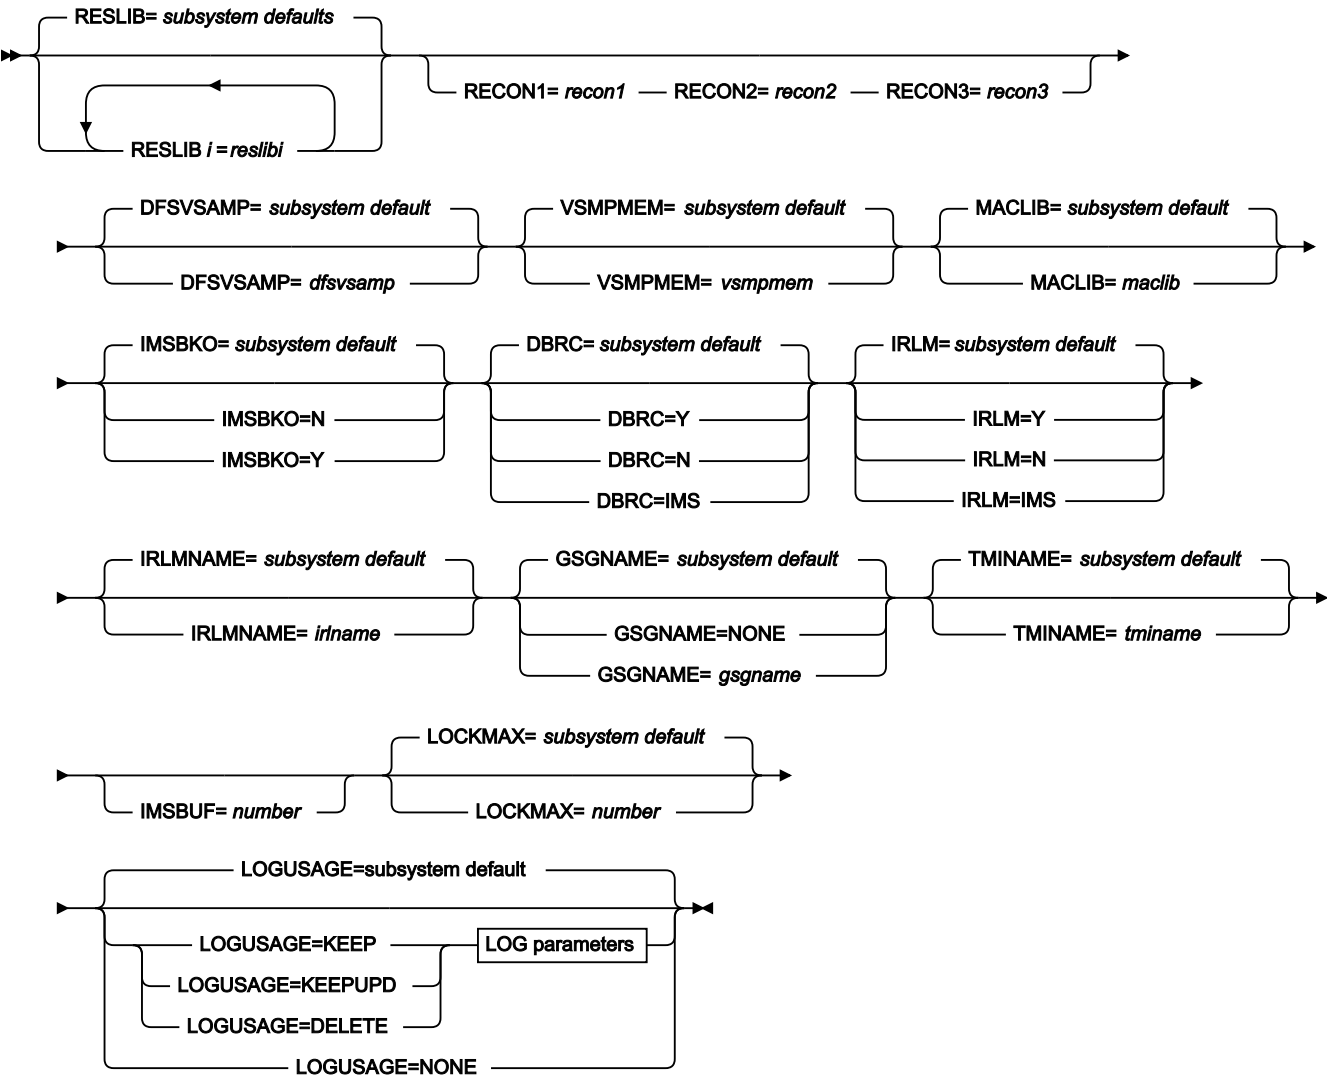 RESLIB= subsystem defaults
RECON1= recon1 RECON2= recon2 RECON3= recon3
RESLIB i =reslibi
DFSVSAMP= subsystem default VSMPMEM= subsystem default MACLIB= subsystem default
DFSVSAMP= dfsvsamp VSMPMEM= vsmpmem MACLIB= maclib
IMSBKO= subsystem default DBRC= subsystem default IRLM= subsystem default
IMSBKO=N DBRC=Y IRLM=Y
IMSBKO=Y DBRC=N IRLM=N
DBRC=IMS IRLM=IMS
IRLMNAME= subsystem default GSGNAME= subsystem default TMINAME= subsystem default
IRLMNAME= irlname GSGNAME=NONE TMINAME= tminame
GSGNAME= gsgname
LOCKMAX= subsystem default
IMSBUF= number LOCKMAX= number
LOGUSAGE=subsystem default
LOGUSAGE=KEEP LOG parameters
LOGUSAGE=KEEPUPD
LOGUSAGE=DELETE
LOGUSAGE=NONE